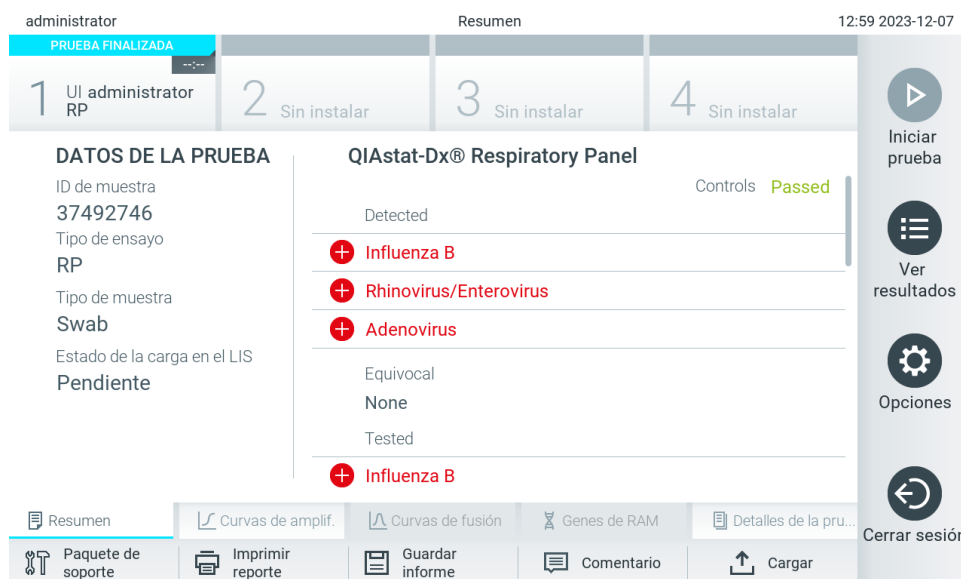 administrator
Resumen
12:59 2023-12-07
PRUEBA FINALIZADA
--:--
1
UI administrator
RP
2 Sin instalar
3 Sin instalar
4 Sin instalar
DATOS DE LA PRUEBA
ID de muestra
37492746
Tipo de ensayo
RP
Tipo de muestra
Swab
Estado de la carga en el LIS
Pendiente
QIAstat-Dx® Respiratory Panel
Controls Passed
Detected
Influenza B
Rhinovirus/Enterovirus
Adenovirus
Equivocal
None
Tested
Influenza B
Iniciar
prueba
Ver
resultados
Opciones
Cerrar sesión
Resumen
Curvas de amplif.
Curvas de fusión
Genes de RAM
Detalles de la pru...
Paquete de
soporte
Imprimir
reporte
Guardar
informe
Comentario
Cargar